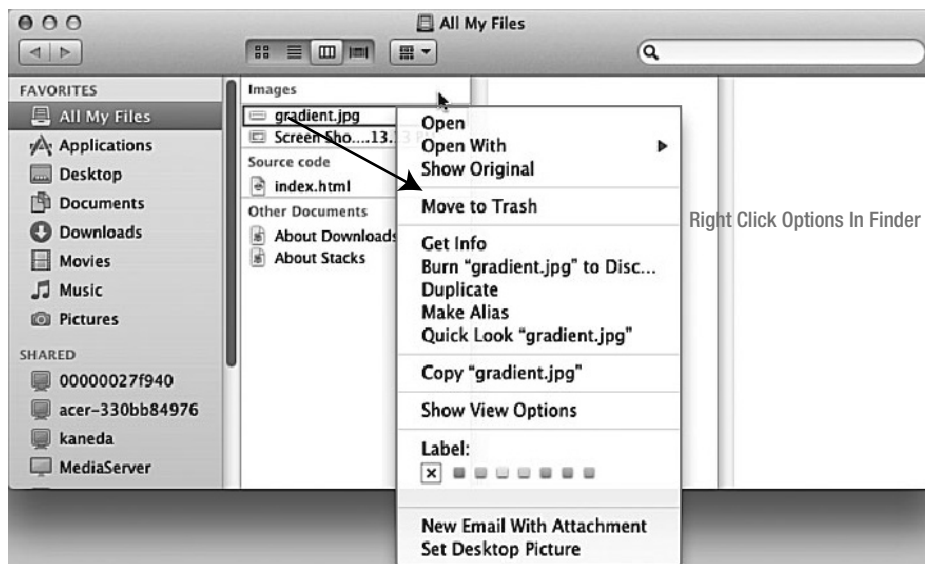 All My Files
FAVORITES
All My Files
Applications
Desktop
Documents
Downloads
Movies
Music
Pictures
SHARED
00000027f940
acer-330bb84976
kaneda
MediaServer
Images
gradient.jpg
Screen Sho....13.
Source code
index.html
Other Documents
About Downloads
About Stacks
Open
Open With
Show Original
Move to Trash
Get Info
Burn “gradient.jpg” to Disc...
Duplicate
Make Alias
Quick Look “gradient.jpg”
Copy “gradient.jpg”
Show View Options
Label:
New Email With Attachment
Set Desktop Picture
Right Click Options In Finder